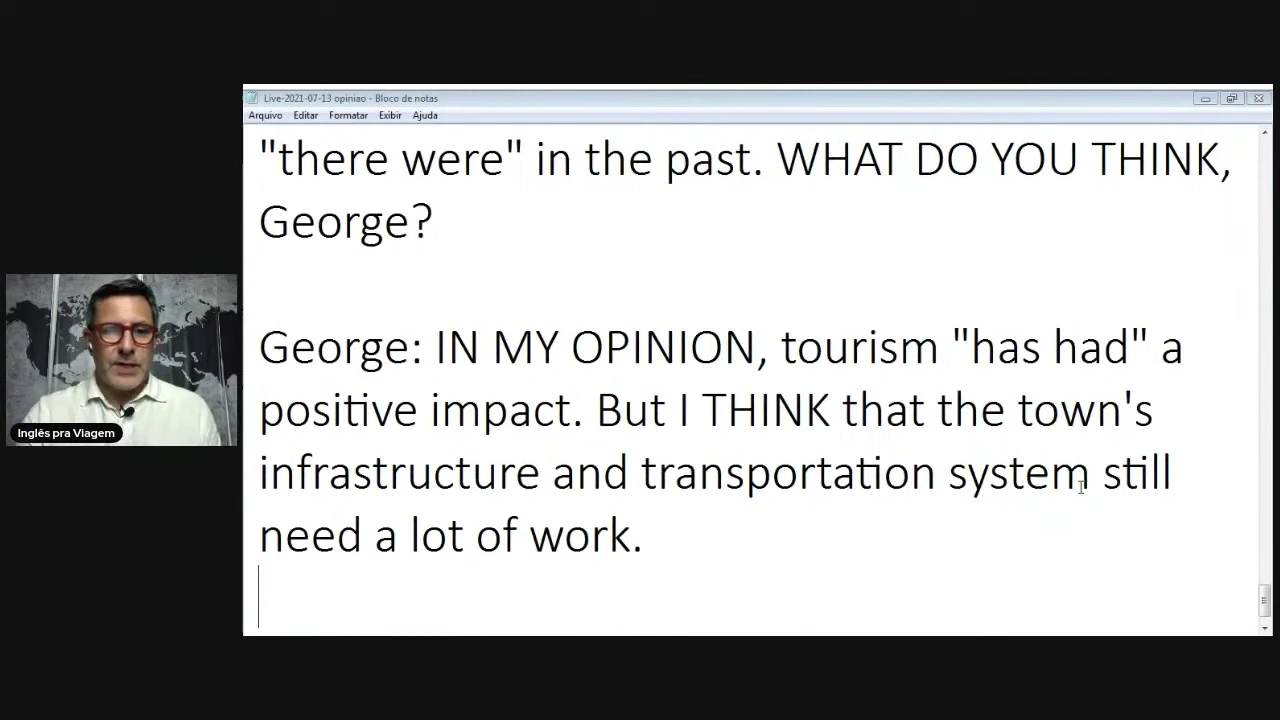 Live-2021-07-13 opiniao - Bloco de notas
Arquivo Editar Formatar Exibir Ajuda
"there were" in the past. WHAT DO YOU THINK,
George?
George: IN MY OPINION, tourism "has had" a
positive impact. But I THINK that the town's
infrastructure and transportation system still
need a lot of work.
Inglês pra Viagem